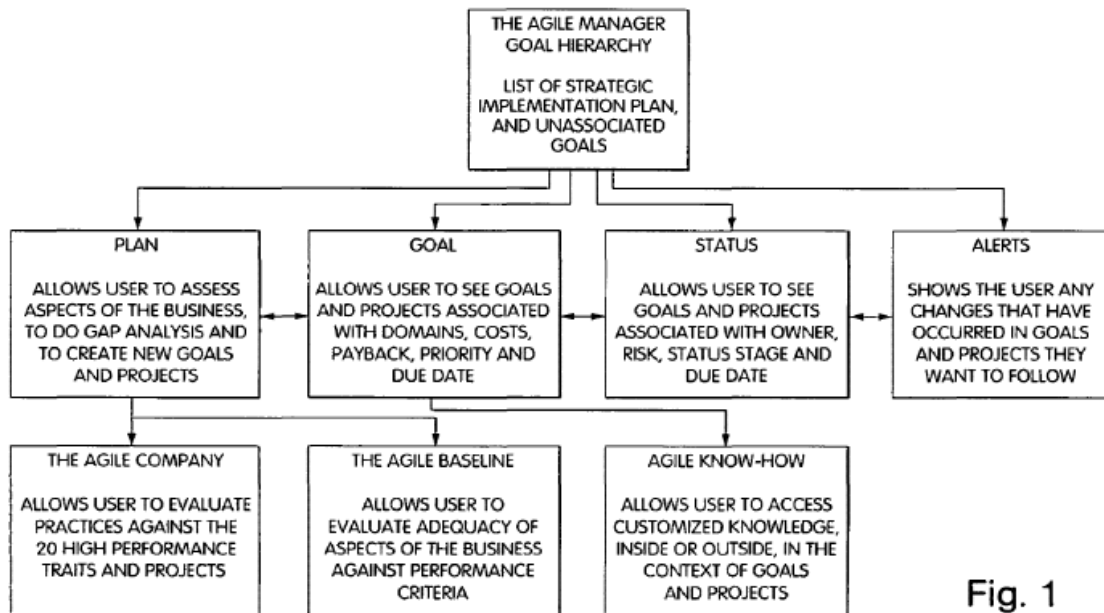 THE AGILE MANAGER
GOAL HIERARCHY
LIST OF STRATEGIC
IMPLEMENTATION PLAN,
AND UNASSOCIATED
GOALS
PLAN
ALLOWS USER TO ASSESS
ASPECTS OF THE BUSINESS,
TO DO GAP ANALYSIS AND
TO CREATE NEW GOALS
AND PROJECTS
GOAL
ALLOWS USER TO SEE GOALS
AND PROJECTS ASSOCIATED
WITH DOMAINS, COSTS,
PAYBACK, PRIORITY AND
DUE DATE
STATUS
ALLOWS USER TO SEE
GOALS AND PROJECTS
ASSOCIATED WITH OWNER,
RISK, STATUS STAGE AND
DUE DATE
ALERTS
SHOWS THE USER ANY
CHANGES THAT HAVE
OCCURRED IN GOALS
AND PROJECTS THEY
WANT TO FOLLOW
THE AGILE COMPANY
ALLOWS USER TO EVALUATE
PRACTICES AGAINST THE
20 HIGH PERFORMANCE
TRAITS AND PROJECTS
THE AGILE BASELINE
ALLOWS USER TO
EVALUATE ADEQUACY OF
ASPECTS OF THE BUSINESS
AGAINST PERFORMANCE
CRITERIA
AGILE KNOW-HOW
ALLOWS USER TO ACCESS
CUSTOMIZED KNOWLEDGE,
INSIDE OR OUTSIDE, IN THE
CONTEXT OF GOALS
AND PROJECTS
Fig. 1